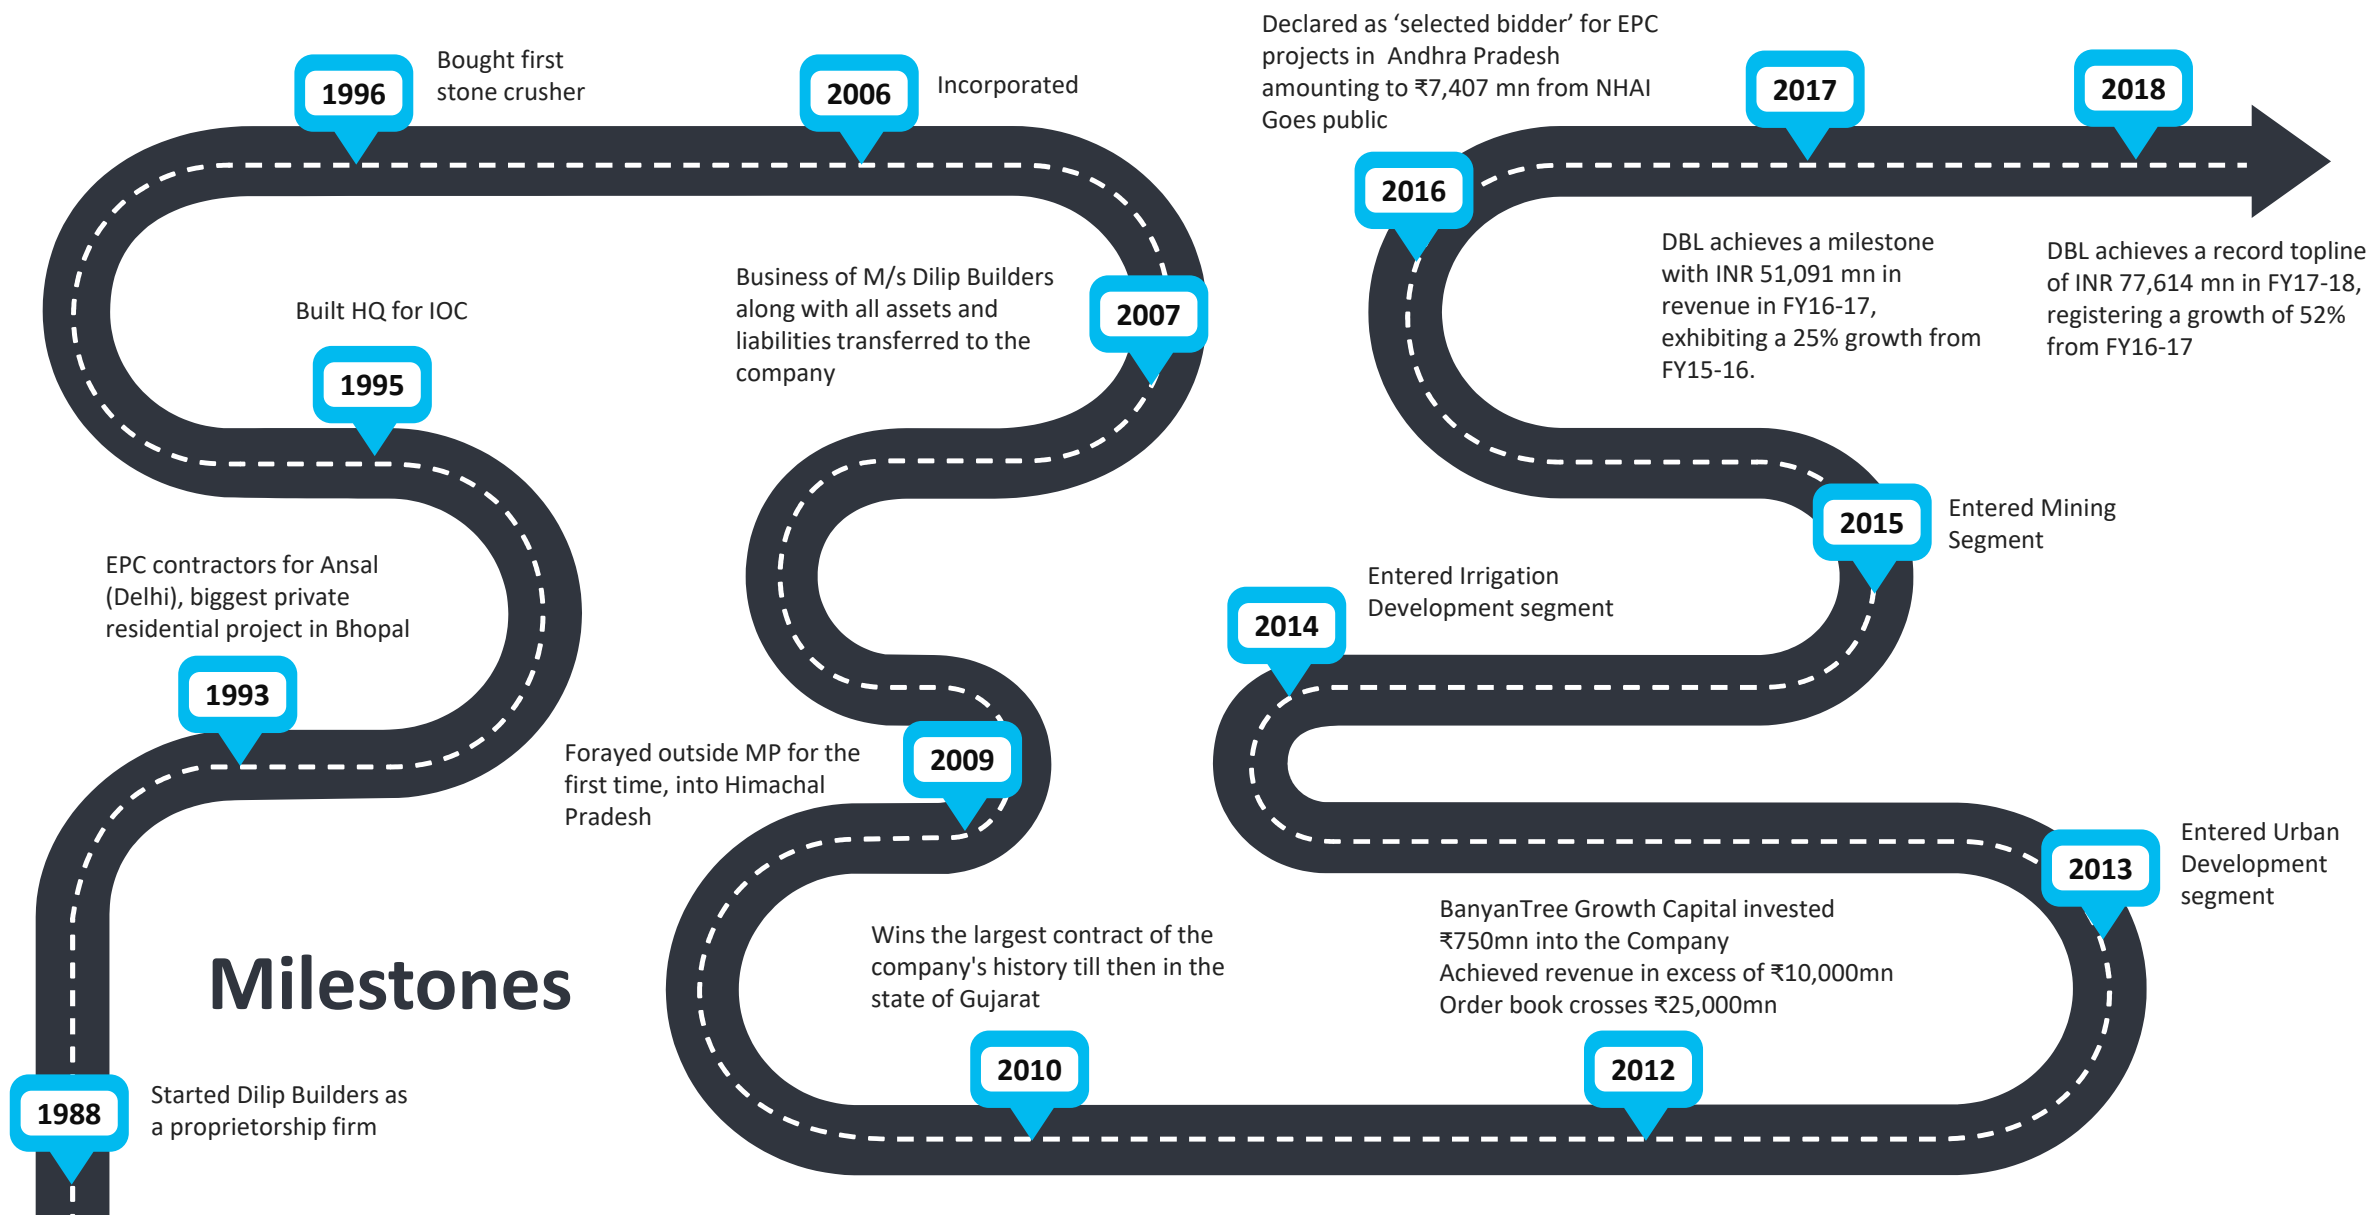 Milestones
1988
Started Dilip Builders as
a proprietorship firm
EPC contractors for Ansal
(Delhi), biggest private
residential project in Bhopal
1993
Built HQ for IOC
1995
1996
Bought first
stone crusher
2006
Incorporated
Business of M/s Dilip Builders
along with all assets and
liabilities transferred to the
company
2007
Forayed outside MP for the
first time, into Himachal
Pradesh
2009
Wins the largest contract of the
company's history till then in the
state of Gujarat
2010
BanyanTree Growth Capital invested
₹750mn into the Company
Achieved revenue in excess of ₹10,000mn
Order book crosses ₹25,000mn
2012
2013
Entered Urban
Development
segment
2014
Entered Irrigation
Development segment
2015
Entered Mining
Segment
Declared as ‘selected bidder’ for EPC
projects in  Andhra Pradesh
amounting to ₹7,407 mn from NHAI
Goes public
2016
2017
DBL achieves a milestone
with INR 51,091 mn in
revenue in FY16-17,
exhibiting a 25% growth from
FY15-16.
2018
DBL achieves a record topline
of INR 77,614 mn in FY17-18,
registering a growth of 52%
from FY16-17